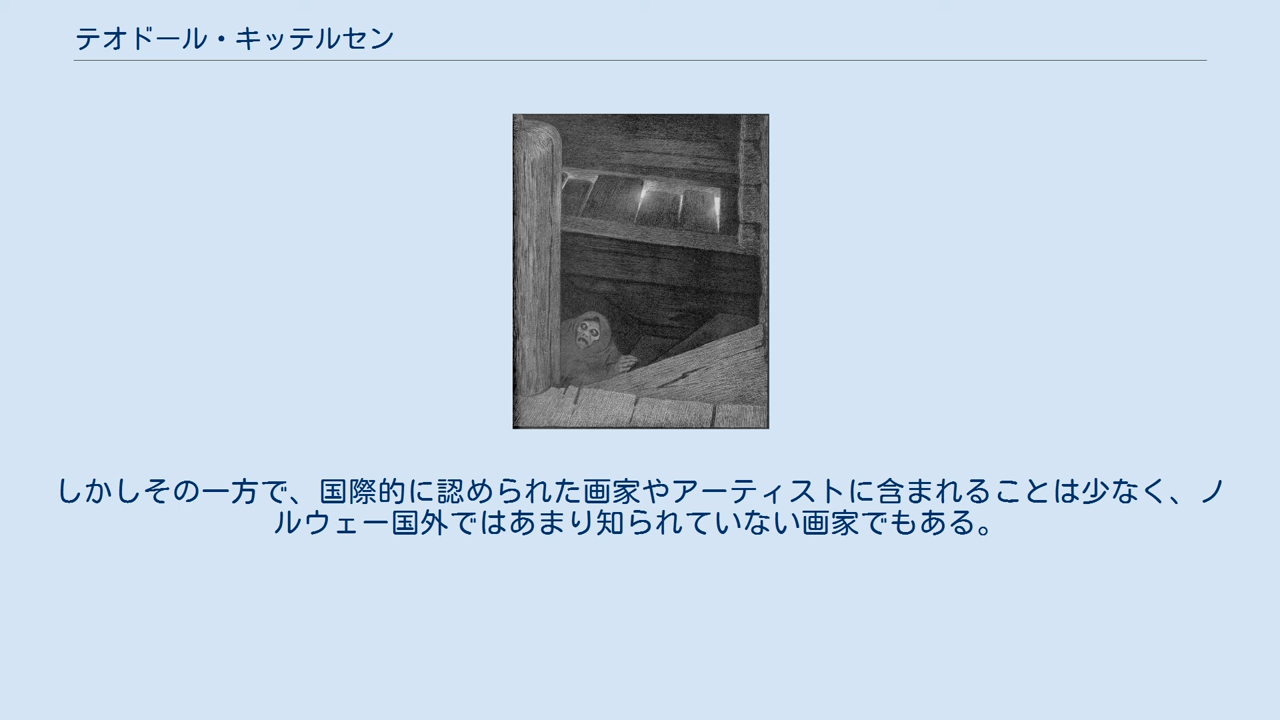 テオドール・キッテルセン
しかしその一方で、国際的に認められた画家やアーティストに含まれることは少なく、ノ
ルウェー国外ではあまり知られていない画家でもある。